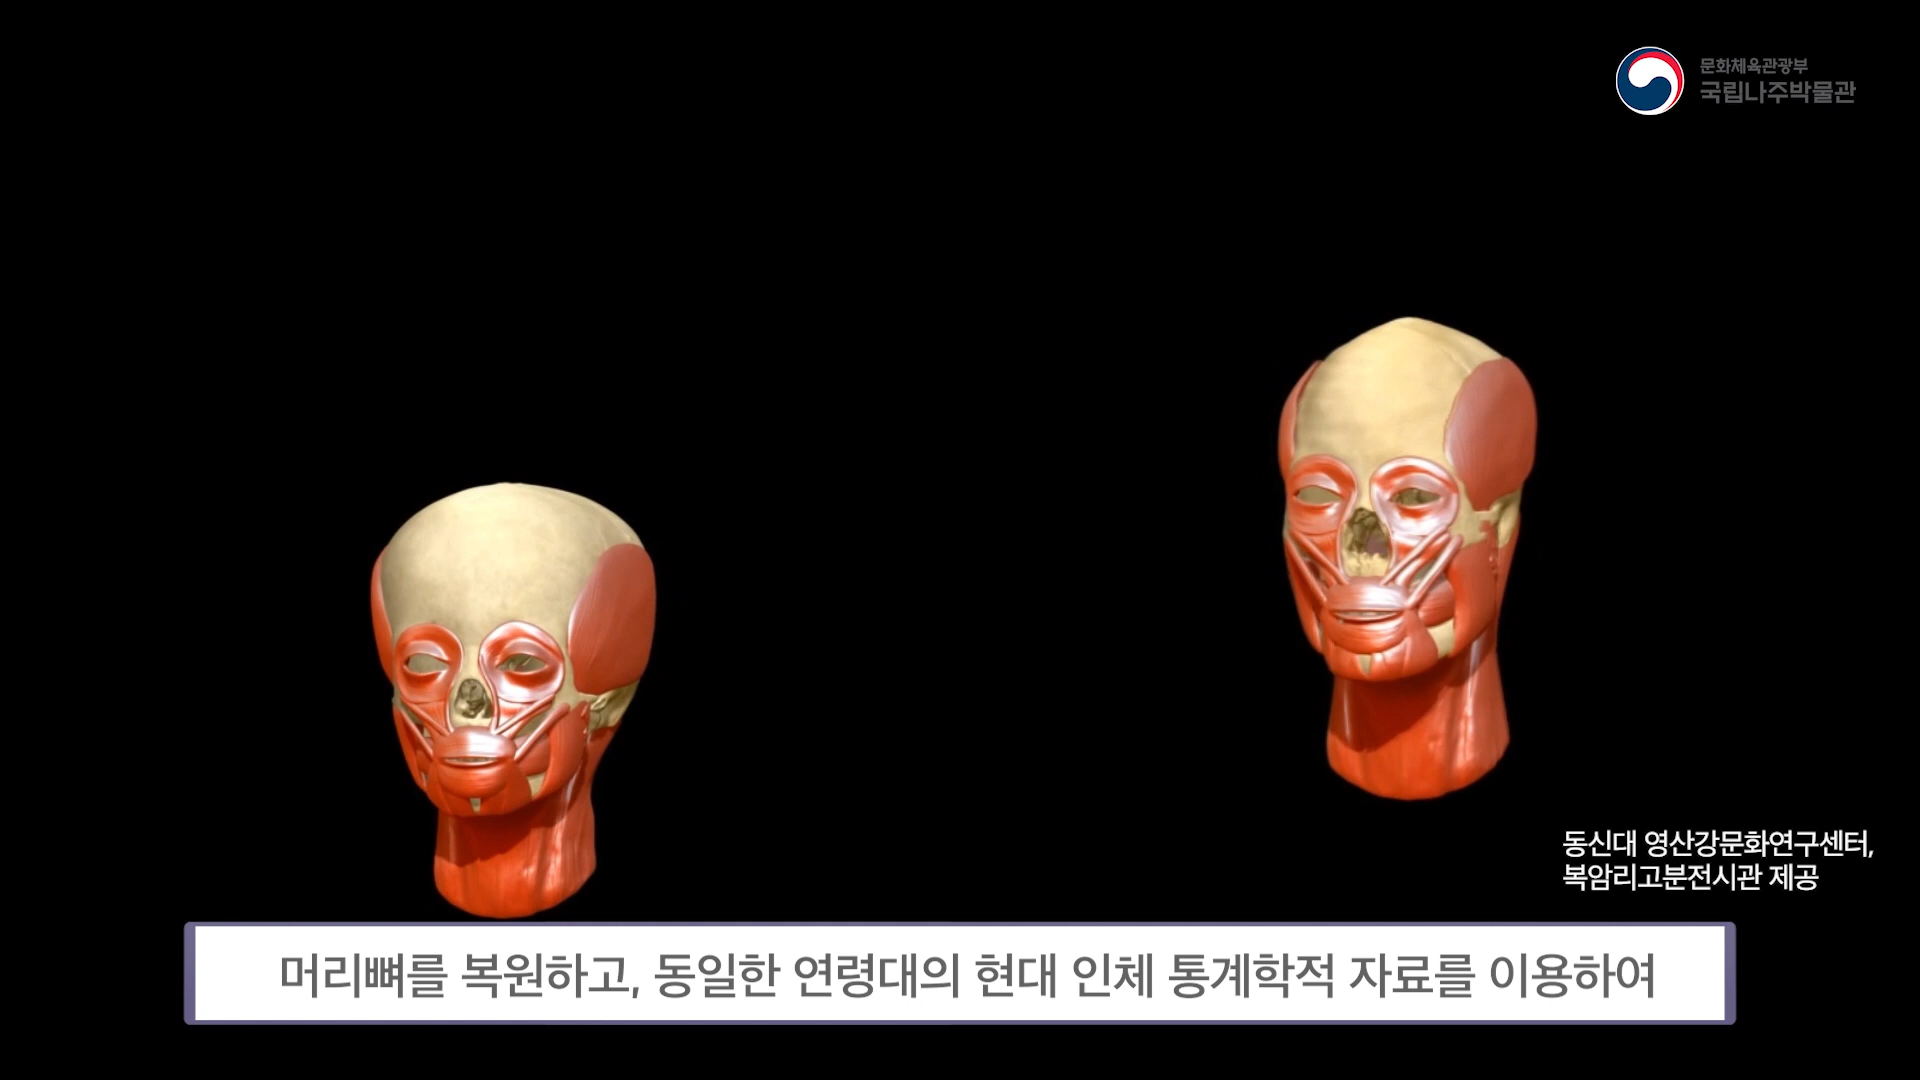 문화체육관광부
국립나주박물관
동신대 영산강문화연구센터,
복암리고분전시관 제공
머리뼈를 복원하고, 동일한 연령대의 현대 인체 통계학적 자료를 이용하여